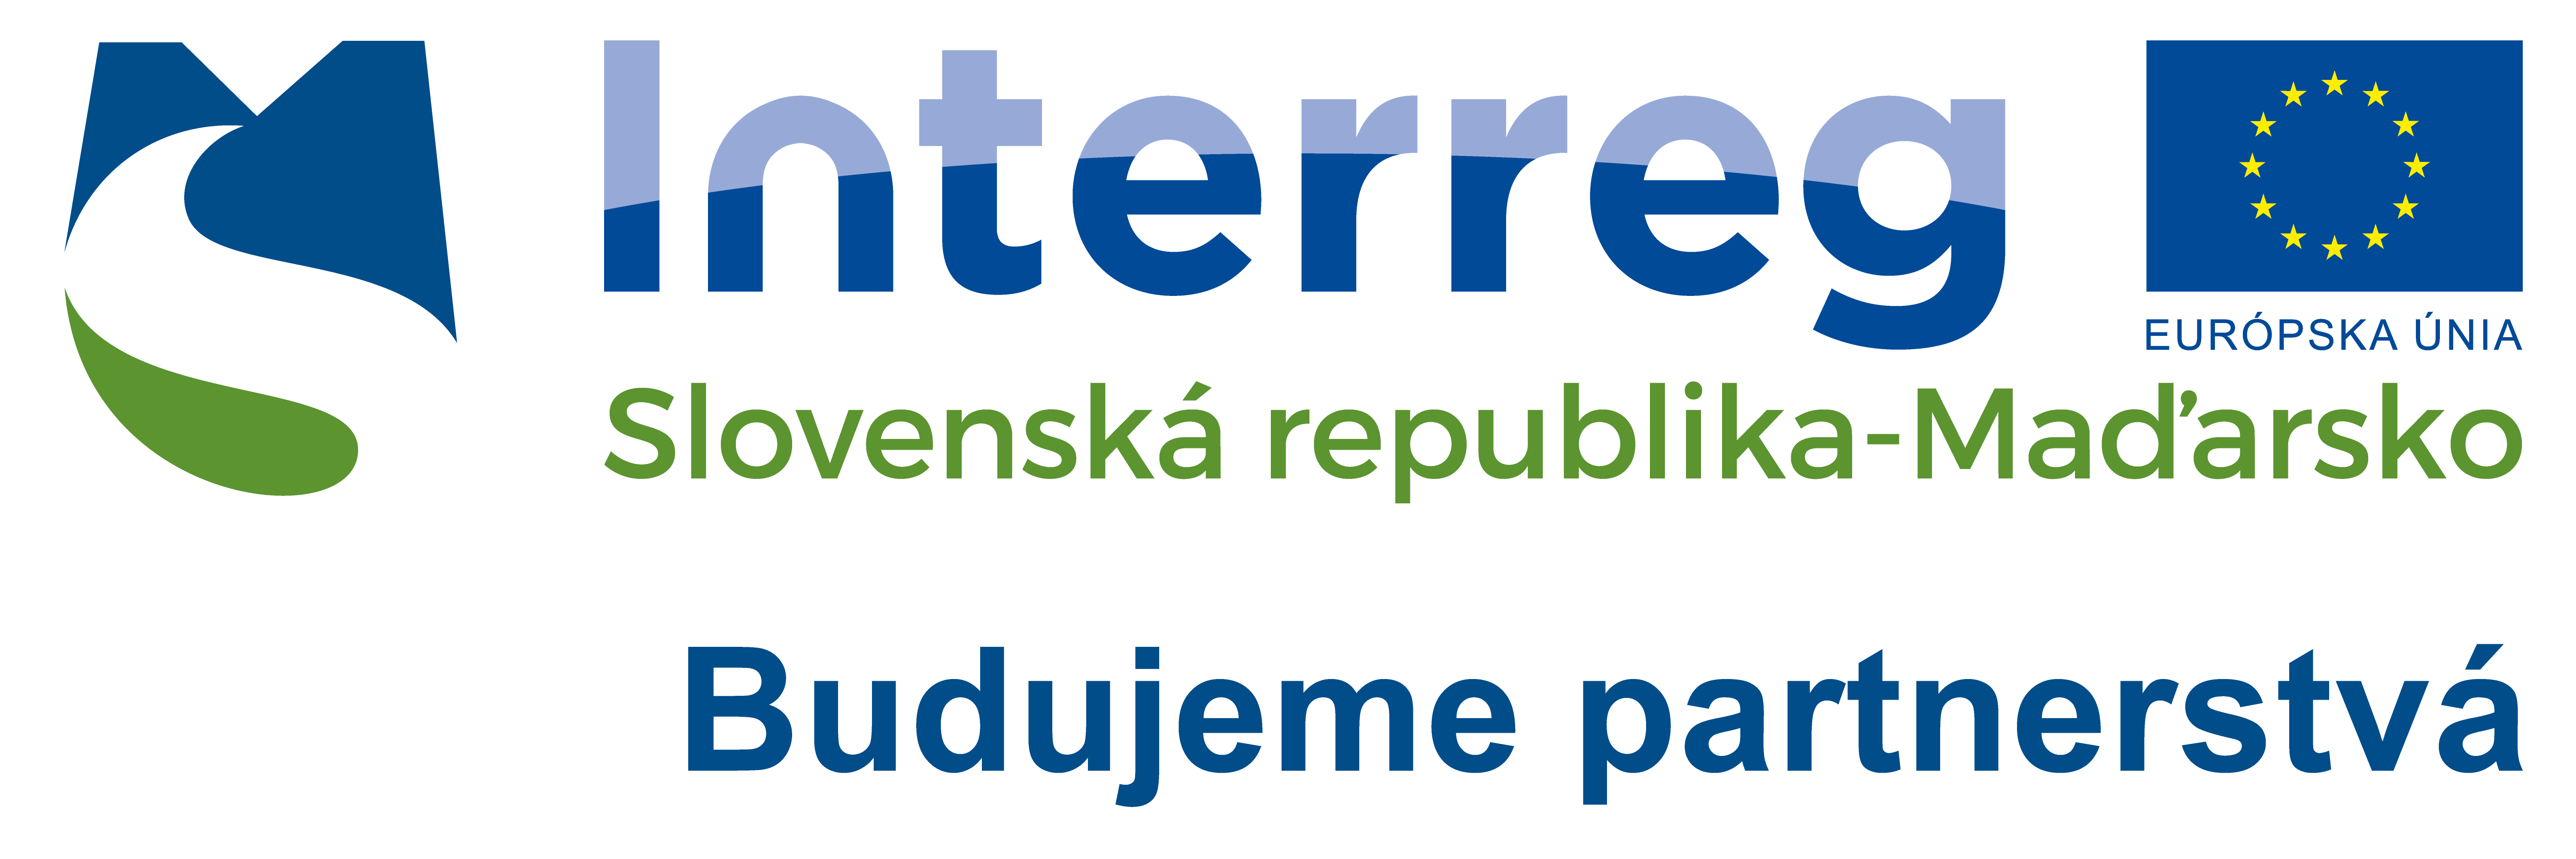 Interreg
EURÓPSKA ÚNIA
Slovenská republika-Maďarsko
Budujeme partnerstvá